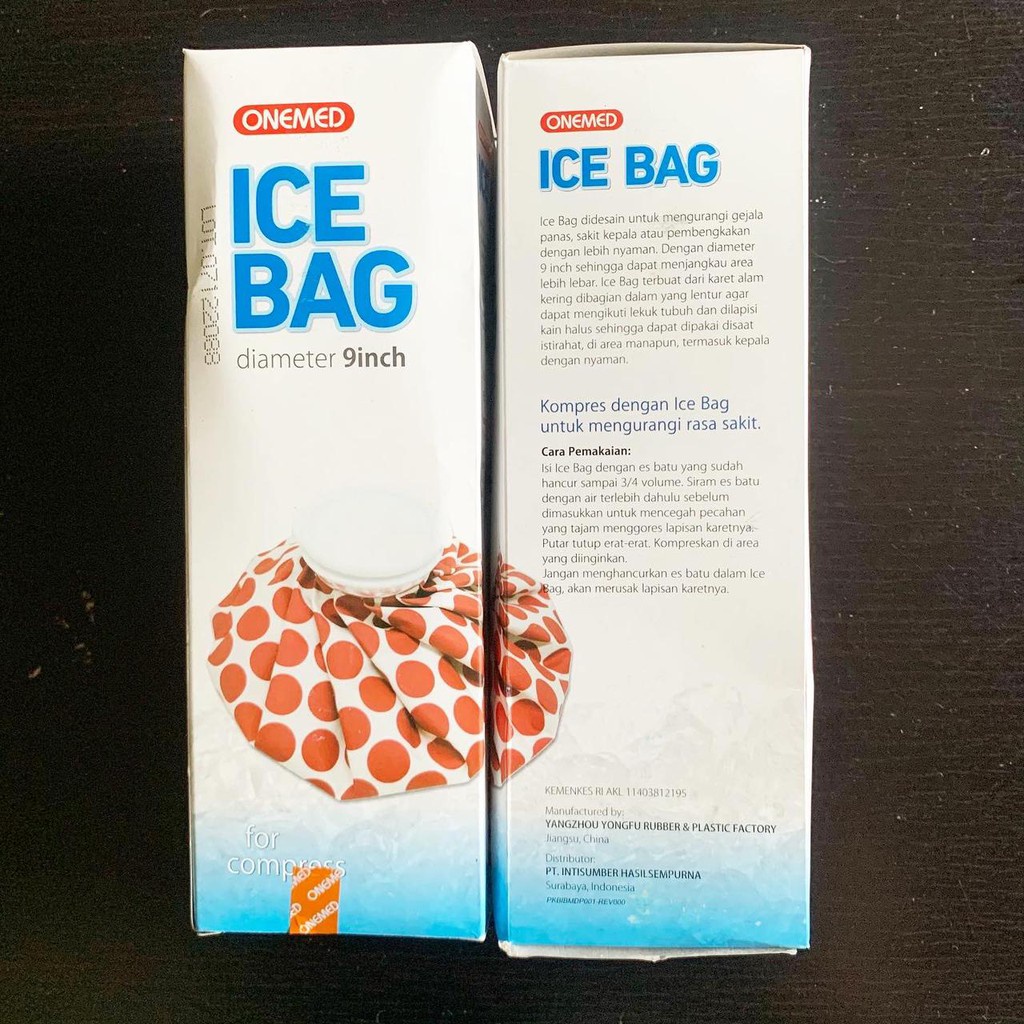 ONEMED
ICE
BAG
diameter 9inch
for
compress
ONEMED
ONEMED
ONEMED
ICE BAG
Ice Bag didesain untuk mengurangi gejala
panas, sakit kepala atau pembengkakan
dengan lebih nyaman. Dengan diameter
9 inch sehingga dapat menjangkau area
lebih lebar. Ice Bag terbuat dari karet alam
kering dibagian dalam yang lentur agar
dapat mengikuti lekuk tubuh dan dilapisi
kain halus sehingga dapat dipakai disaat
istirahat, di area manapun, termasuk kepala
dengan nyaman.
Kompres dengan Ice Bag
untuk mengurangi rasa sakit.
Cara Pemakaian:
Isi Ice Bag dengan es batu yang sudah
hancur sampai 3/4 volume. Siram es batu
dengan air terlebih dahulu sebelum
dimasukkan untuk mencegah pecahan
yang tajam menggores lapisan karetnya.
Putar tutup erat-erat. Kompreskan di area
yang diinginkan.
Jangan menghancurkan es batu dalam Ice
Bag, akan merusak lapisan karetnya.
KEMENKES RI AKL 11403812195
Manufactured by:
YANGZHOU YONGFU RUBBER & PLASTIC FACTORY
Jiangsu, China
Distributor:
PT. INTISUMBER HASILSEMPURNA
Surabaya, Indonesia
PKBIBMDP001-REV000